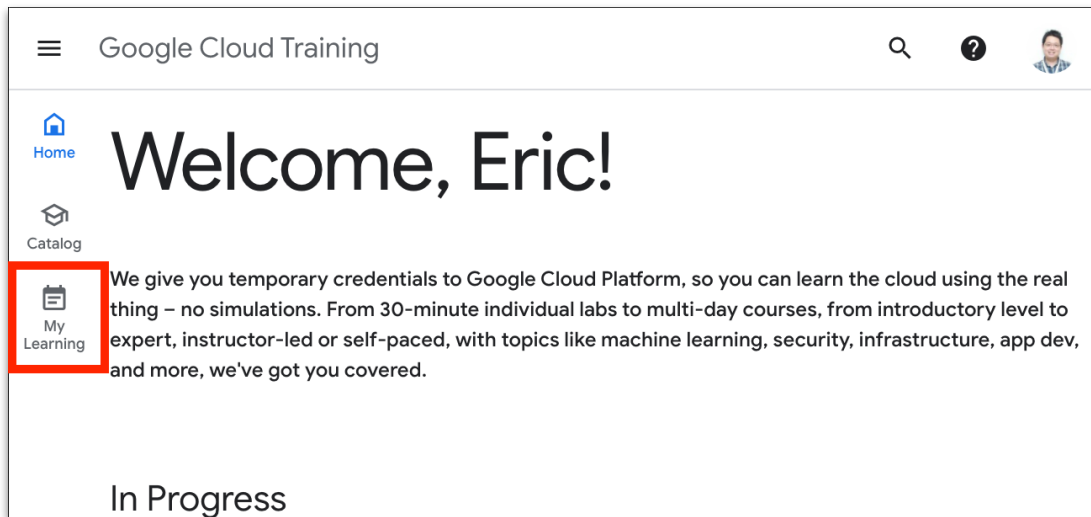 Google Cloud Training
Home
Welcome, Eric!
Catalog
My
Learning
We give you temporary credentials to Google Cloud Platform, so you can learn the cloud using the real
thing – no simulations. From 30-minute individual labs to multi-day courses, from introductory level to
expert, instructor-led or self-paced, with topics like machine learning, security, infrastructure, app dev,
and more, we've got you covered.
In Progress